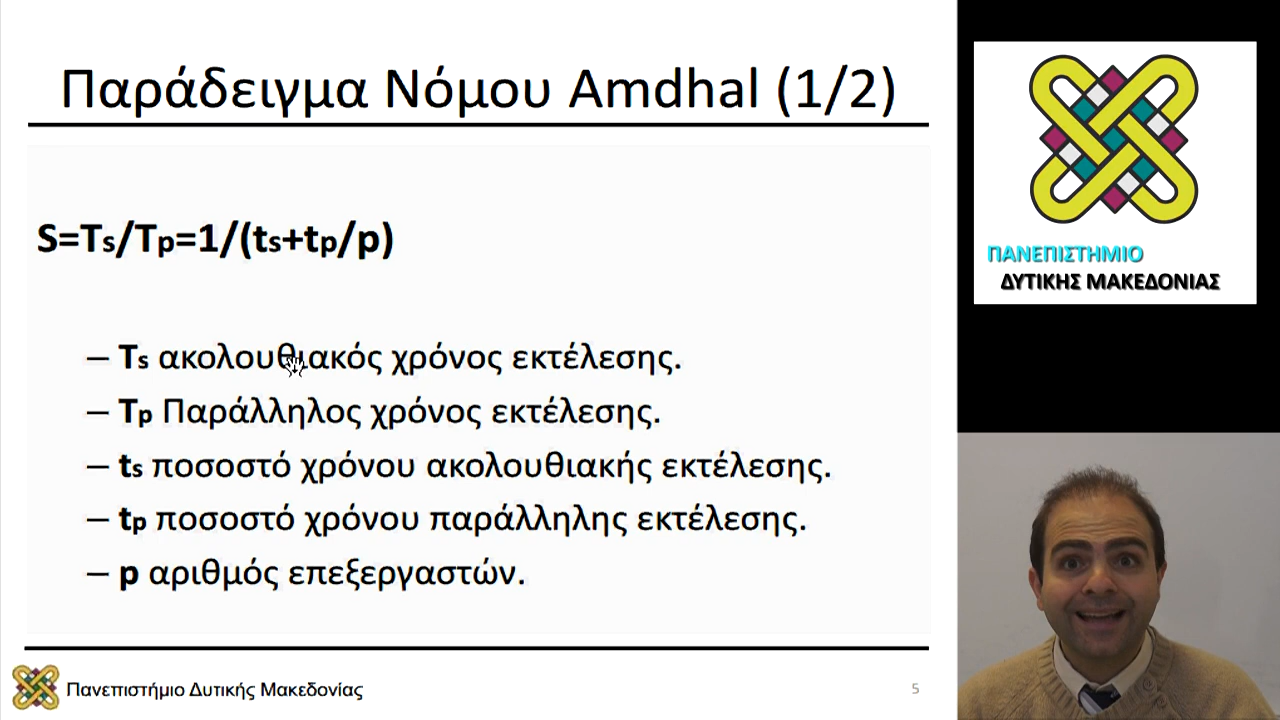 Παράδειγμα Νόμου Amdhal (1/2)
S=Ts/Tp=1/(ts+tp/p)
– Ts ακολουθιακός χρόνος εκτέλεσης.
– Tp Παράλληλος χρόνος εκτέλεσης.
– ts ποσοστό χρόνου ακολουθιακής εκτέλεσης.
– tp ποσοστό χρόνου παράλληλης εκτέλεσης.
– p αριθμός επεξεργαστών.
Πανεπιστήμιο Δυτικής Μακεδονίας
5
ΠΑΝΕΠΙΣΤΗΜΙΟ
ΔΥΤΙΚΗΣ ΜΑΚΕΔΟΝΙΑΣ